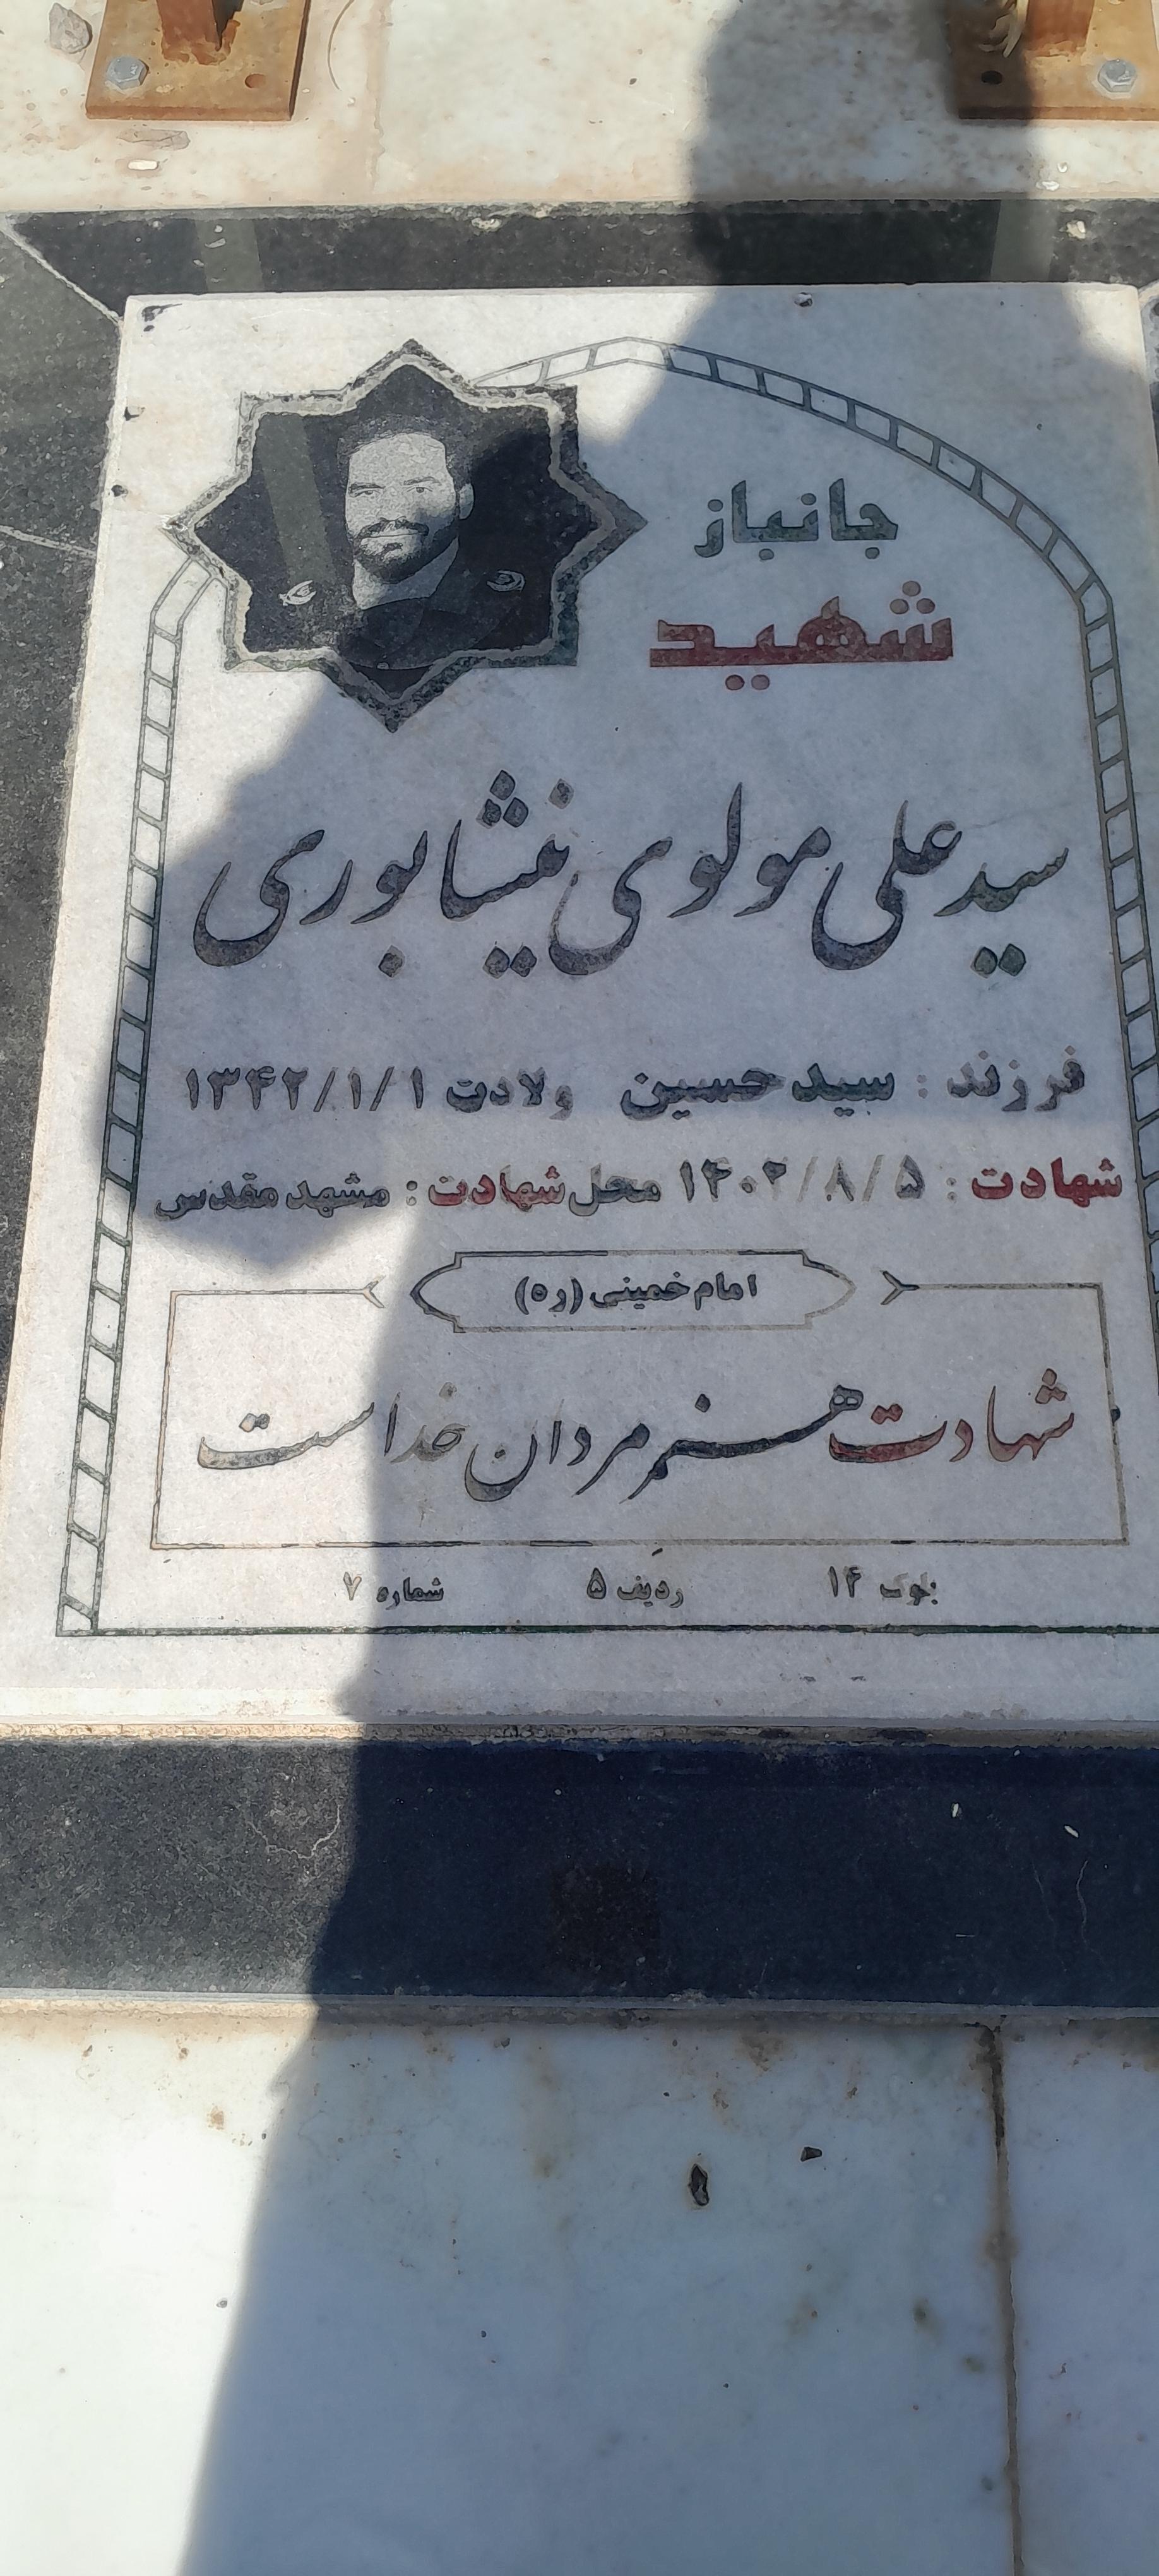 جانباز
شهید
سید علی مولوی نیشابوری
فرزند : سید حسین ولادت ۱۳۴۲/۱/۱
شهادت : ۱۴۰۲/۸/۵ محل شهادت : مشهد مقدس
امام خمینی (ره)
شهادت هنر مردان خداست
بلوک ۱۴ ردیف ۵ شماره ۷